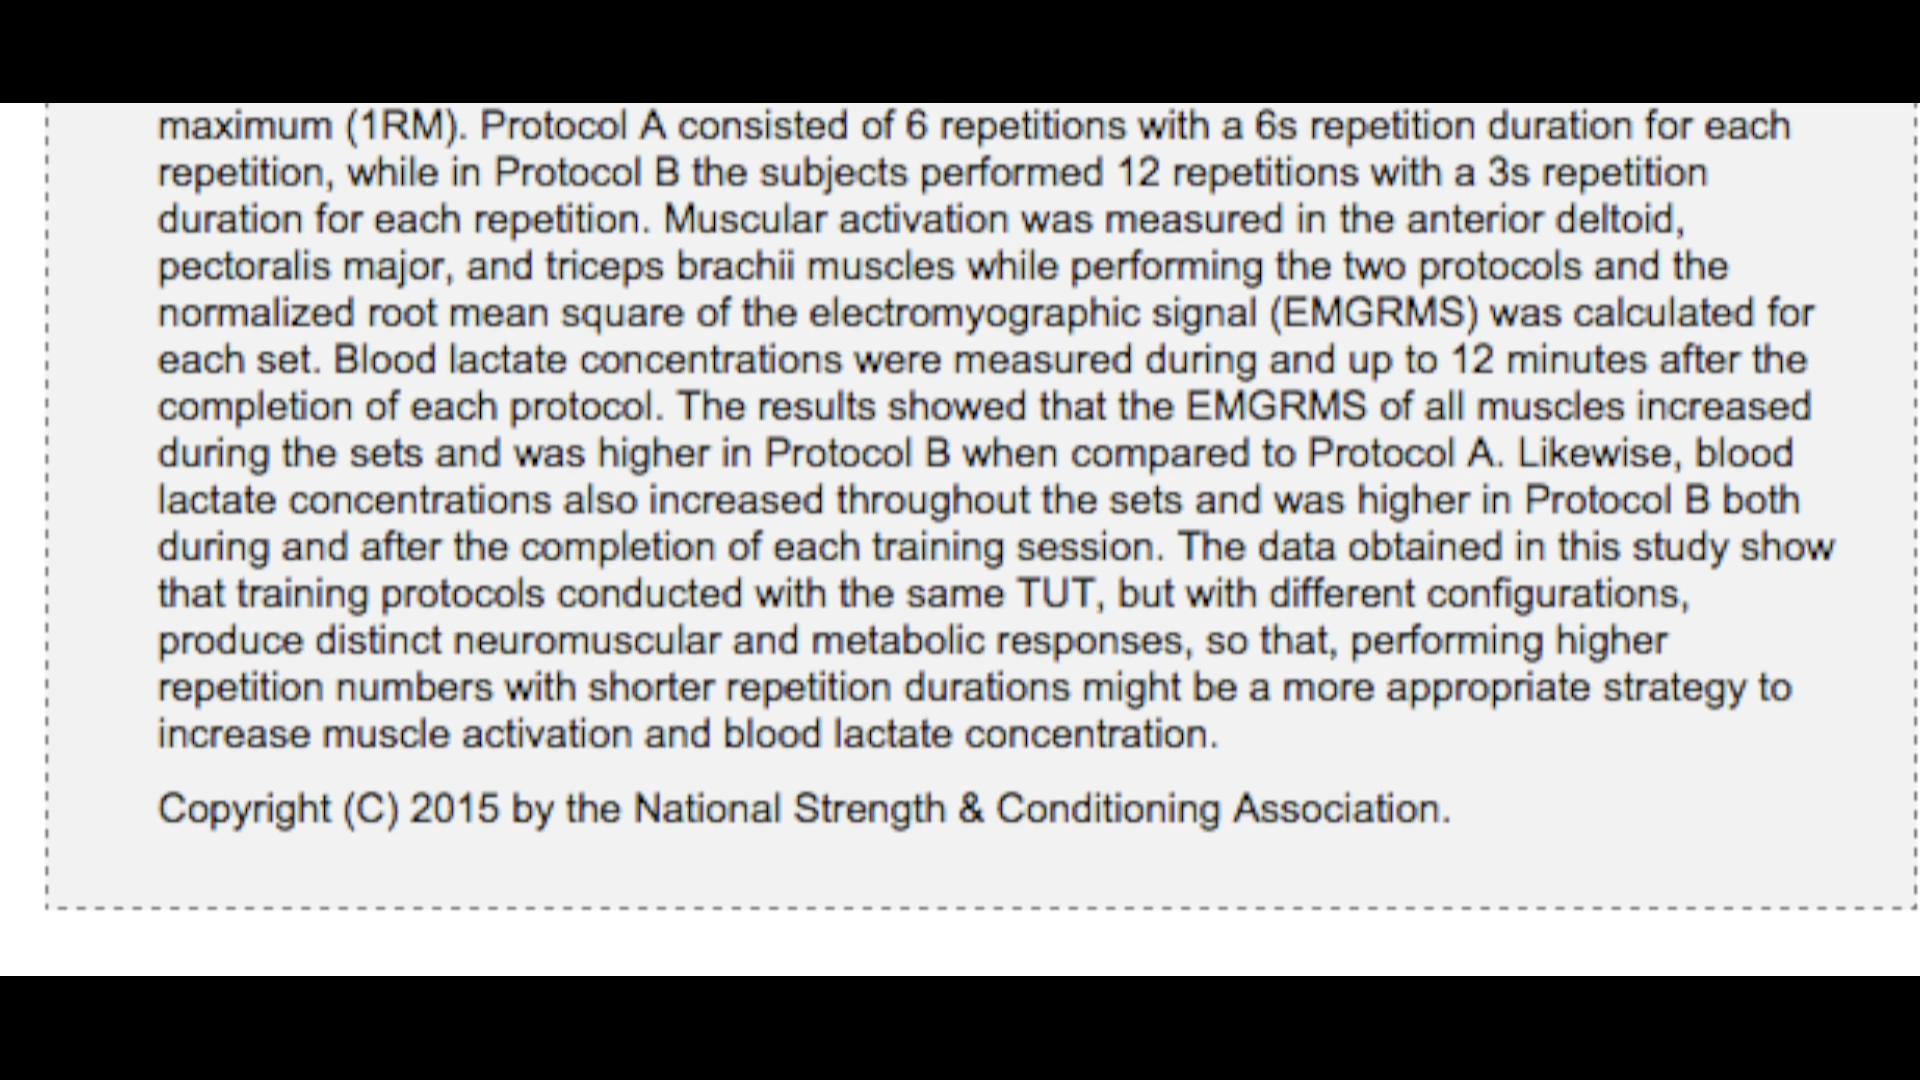 maximum (1RM). Protocol A consisted of 6 repetitions with a 6s repetition duration for each
repetition, while in Protocol B the subjects performed 12 repetitions with a 3s repetition
duration for each repetition. Muscular activation was measured in the anterior deltoid,
pectoralis major, and triceps brachii muscles while performing the two protocols and the
normalized root mean square of the electromyographic signal (EMGRMS) was calculated for
each set. Blood lactate concentrations were measured during and up to 12 minutes after the
completion of each protocol. The results showed that the EMGRMS of all muscles increased
during the sets and was higher in Protocol B when compared to Protocol A. Likewise, blood
lactate concentrations also increased throughout the sets and was higher in Protocol B both
during and after the completion of each training session. The data obtained in this study show
that training protocols conducted with the same TUT, but with different configurations,
produce distinct neuromuscular and metabolic responses, so that, performing higher
repetition numbers with shorter repetition durations might be a more appropriate strategy to
increase muscle activation and blood lactate concentration.
Copyright (C) 2015 by the National Strength & Conditioning Association.